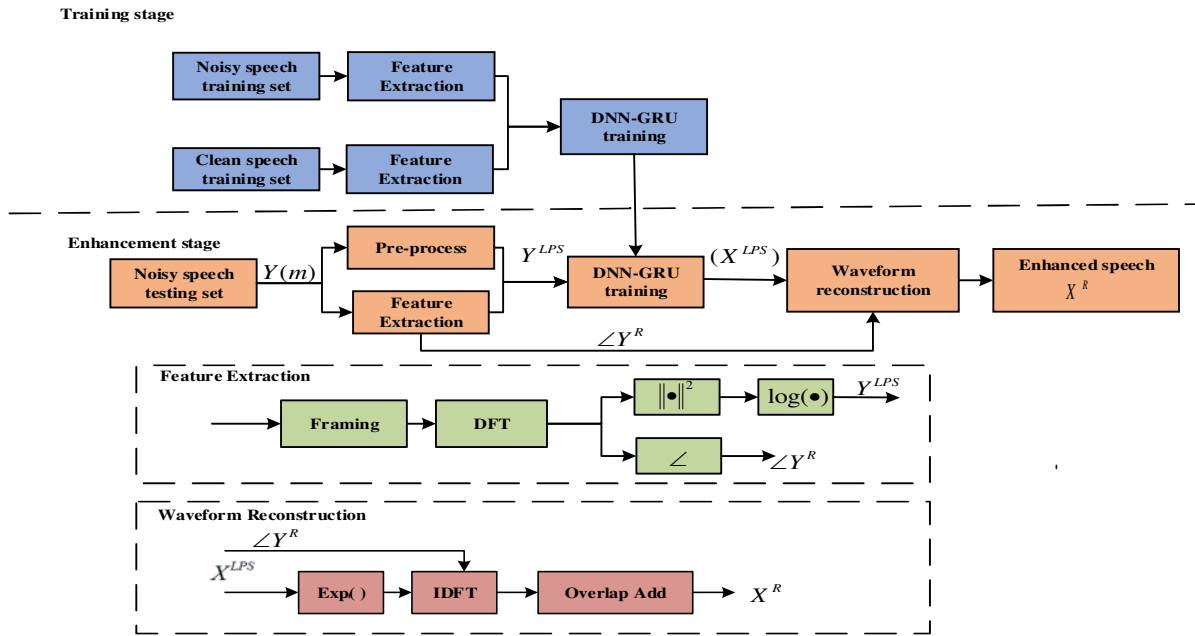 Training stage
Noisy speech
training set
Feature
Extraction
DNN-GRU
training
Clean speech
training set
Feature
Extraction
Enhancement stage
Noisy speech
testing set
Y(m)
Pre-process
Feature
Extraction
Y^{LPS}
DNN-GRU
training
(X^{LPS})
Waveform
reconstruction
Enhanced speech
X^R
∠Y^R
Feature Extraction
Framing
DFT
‖•‖^2
log(•)
Y^{LPS}
∠
∠Y^R
Waveform Reconstruction
∠Y^R
X^{LPS}
Exp( )
IDFT
Overlap Add
X^R